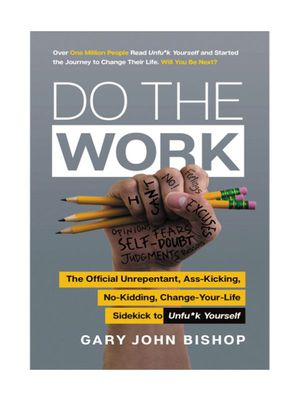 Over One Million People Read Unfu*k Yourself and Started
the Journey to Change Their Life. Will You Be Next?
DO THE
WORK
I
CAN'T
NO!
feelings
EXCUSES
OPINIONS
FEARS
SELF-DOUBT
JUDGMENTS
The Official Unrepentant, Ass-Kicking,
No-Kidding, Change-Your-Life
Sidekick to Unfu*k Yourself
GARY JOHN BISHOP